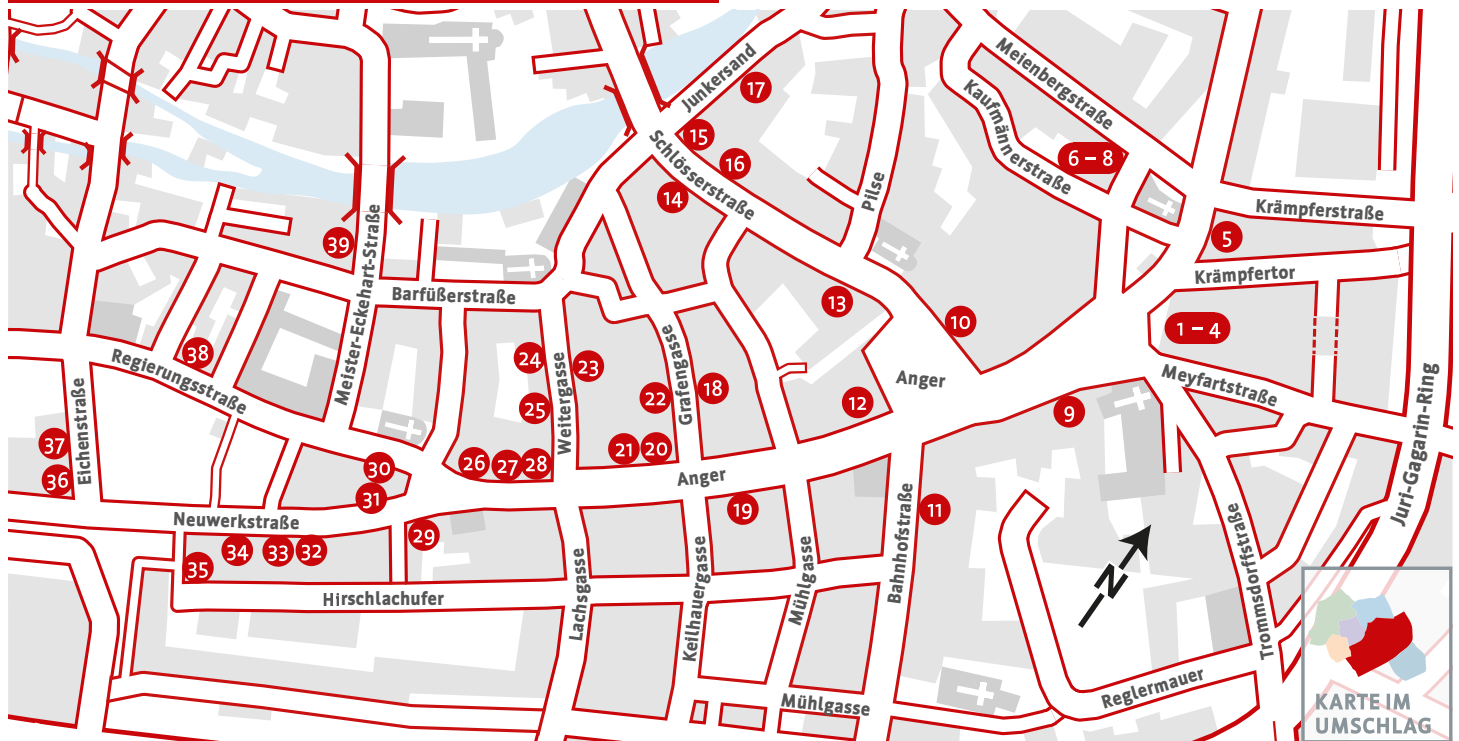 Junkersand
Meienbergstraße
17
Kaufmännerstraße
15
Schlösserstraße
16
6 – 8
14
Pilse
Krämpferstraße
39
5
Meister-Eckehart-Straße
Krämpfertor
Barfüßerstraße
13
10
1 – 4
38
Regierungsstraße
24
Weitergasse
23
Grafengasse
22
18
12
Anger
9
Meyfartstraße
Juri-Gagarin-Ring
Eichenstraße
25
37
36
30
31
26
27
28
21
20
Anger
19
11
Bahnhofstraße
Neuwerkstraße
29
35
34
33
32
Hirschlachufer
Lachsgasse
Keilhauergasse
Mühlgasse
N
Trommsdorffstraße
Mühlgasse
Reglermauer
KARTE IM
UMSCHLAG